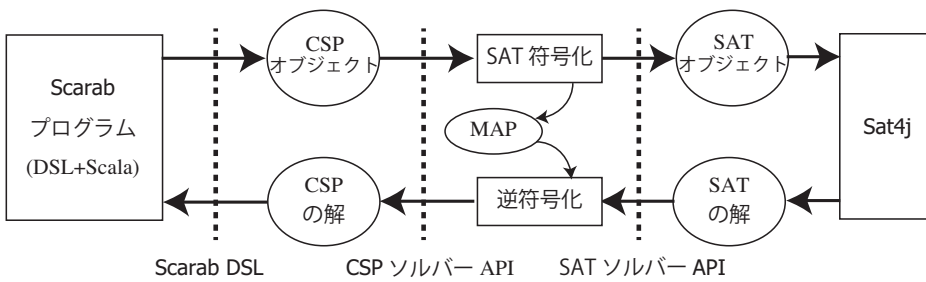 Scarab
プログラム
(DSL+Scala)
CSP
オブジェクト
SAT 符号化
SAT
オブジェクト
MAP
Sat4j
CSP
の解
逆符号化
SAT
の解
Scarab DSL
CSP ソルバー API
SAT ソルバー API